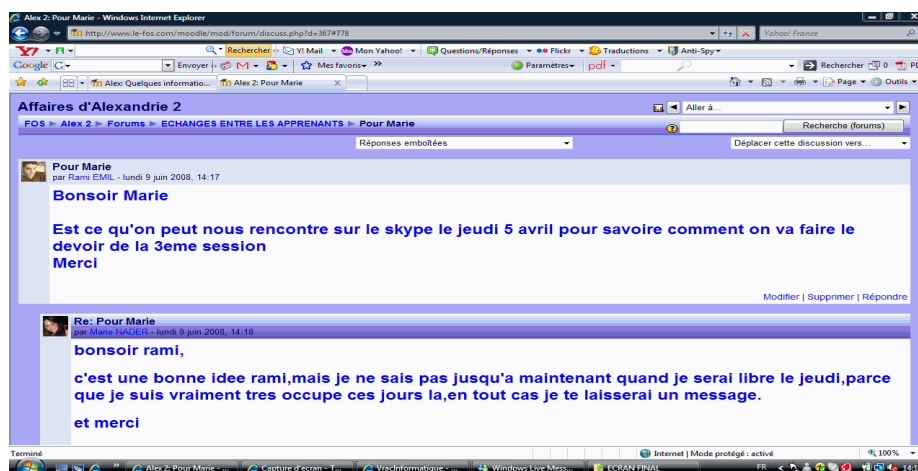 Alex 2: Pour Marie - Windows Internet Explorer
http://www.le-fos.com/moodle/mod/forum/discuss.php?d=367#778
Yahoo! France
Rechercher Y! Mail Mon Yahoo! Questions/Réponses Flickr Traductions Anti-Spy
Google Envoyer Mes favoris Paramètres pdf Rechercher 0
Alex: Quelques informatio... Alex 2: Pour Marie Page Outils
Affaires d'Alexandrie 2 Aller à...
FOS ► Alex 2 ► Forums ► ECHANGES ENTRE LES APPRENANTS ► Pour Marie Recherche (forums)
Réponses emboîtées Déplacer cette discussion vers...
Pour Marie
par Rami EMIL - lundi 9 juin 2008, 14:17
Bonsoir Marie
Est ce qu'on peut nous rencontre sur le skype le jeudi 5 avril pour savoire comment on va faire le
devoir de la 3eme session
Merci
Modifier | Supprimer | Répondre
Re: Pour Marie
par Marie NADER - lundi 9 juin 2008, 14:18
bonsoir rami,
c'est une bonne idee rami,mais je ne sais pas jusqu'a maintenant quand je serai libre le jeudi,parce
que je suis vraiment tres occupe ces jours la,en tout cas je te laisserai un message.
et merci
Terminé Internet | Mode protégé : activé 100%
Alex 2: Pour Marie - ... Capture d'ecran - T... VracInformatique - ... Windows Live Mess... ECRAN FINAL FR